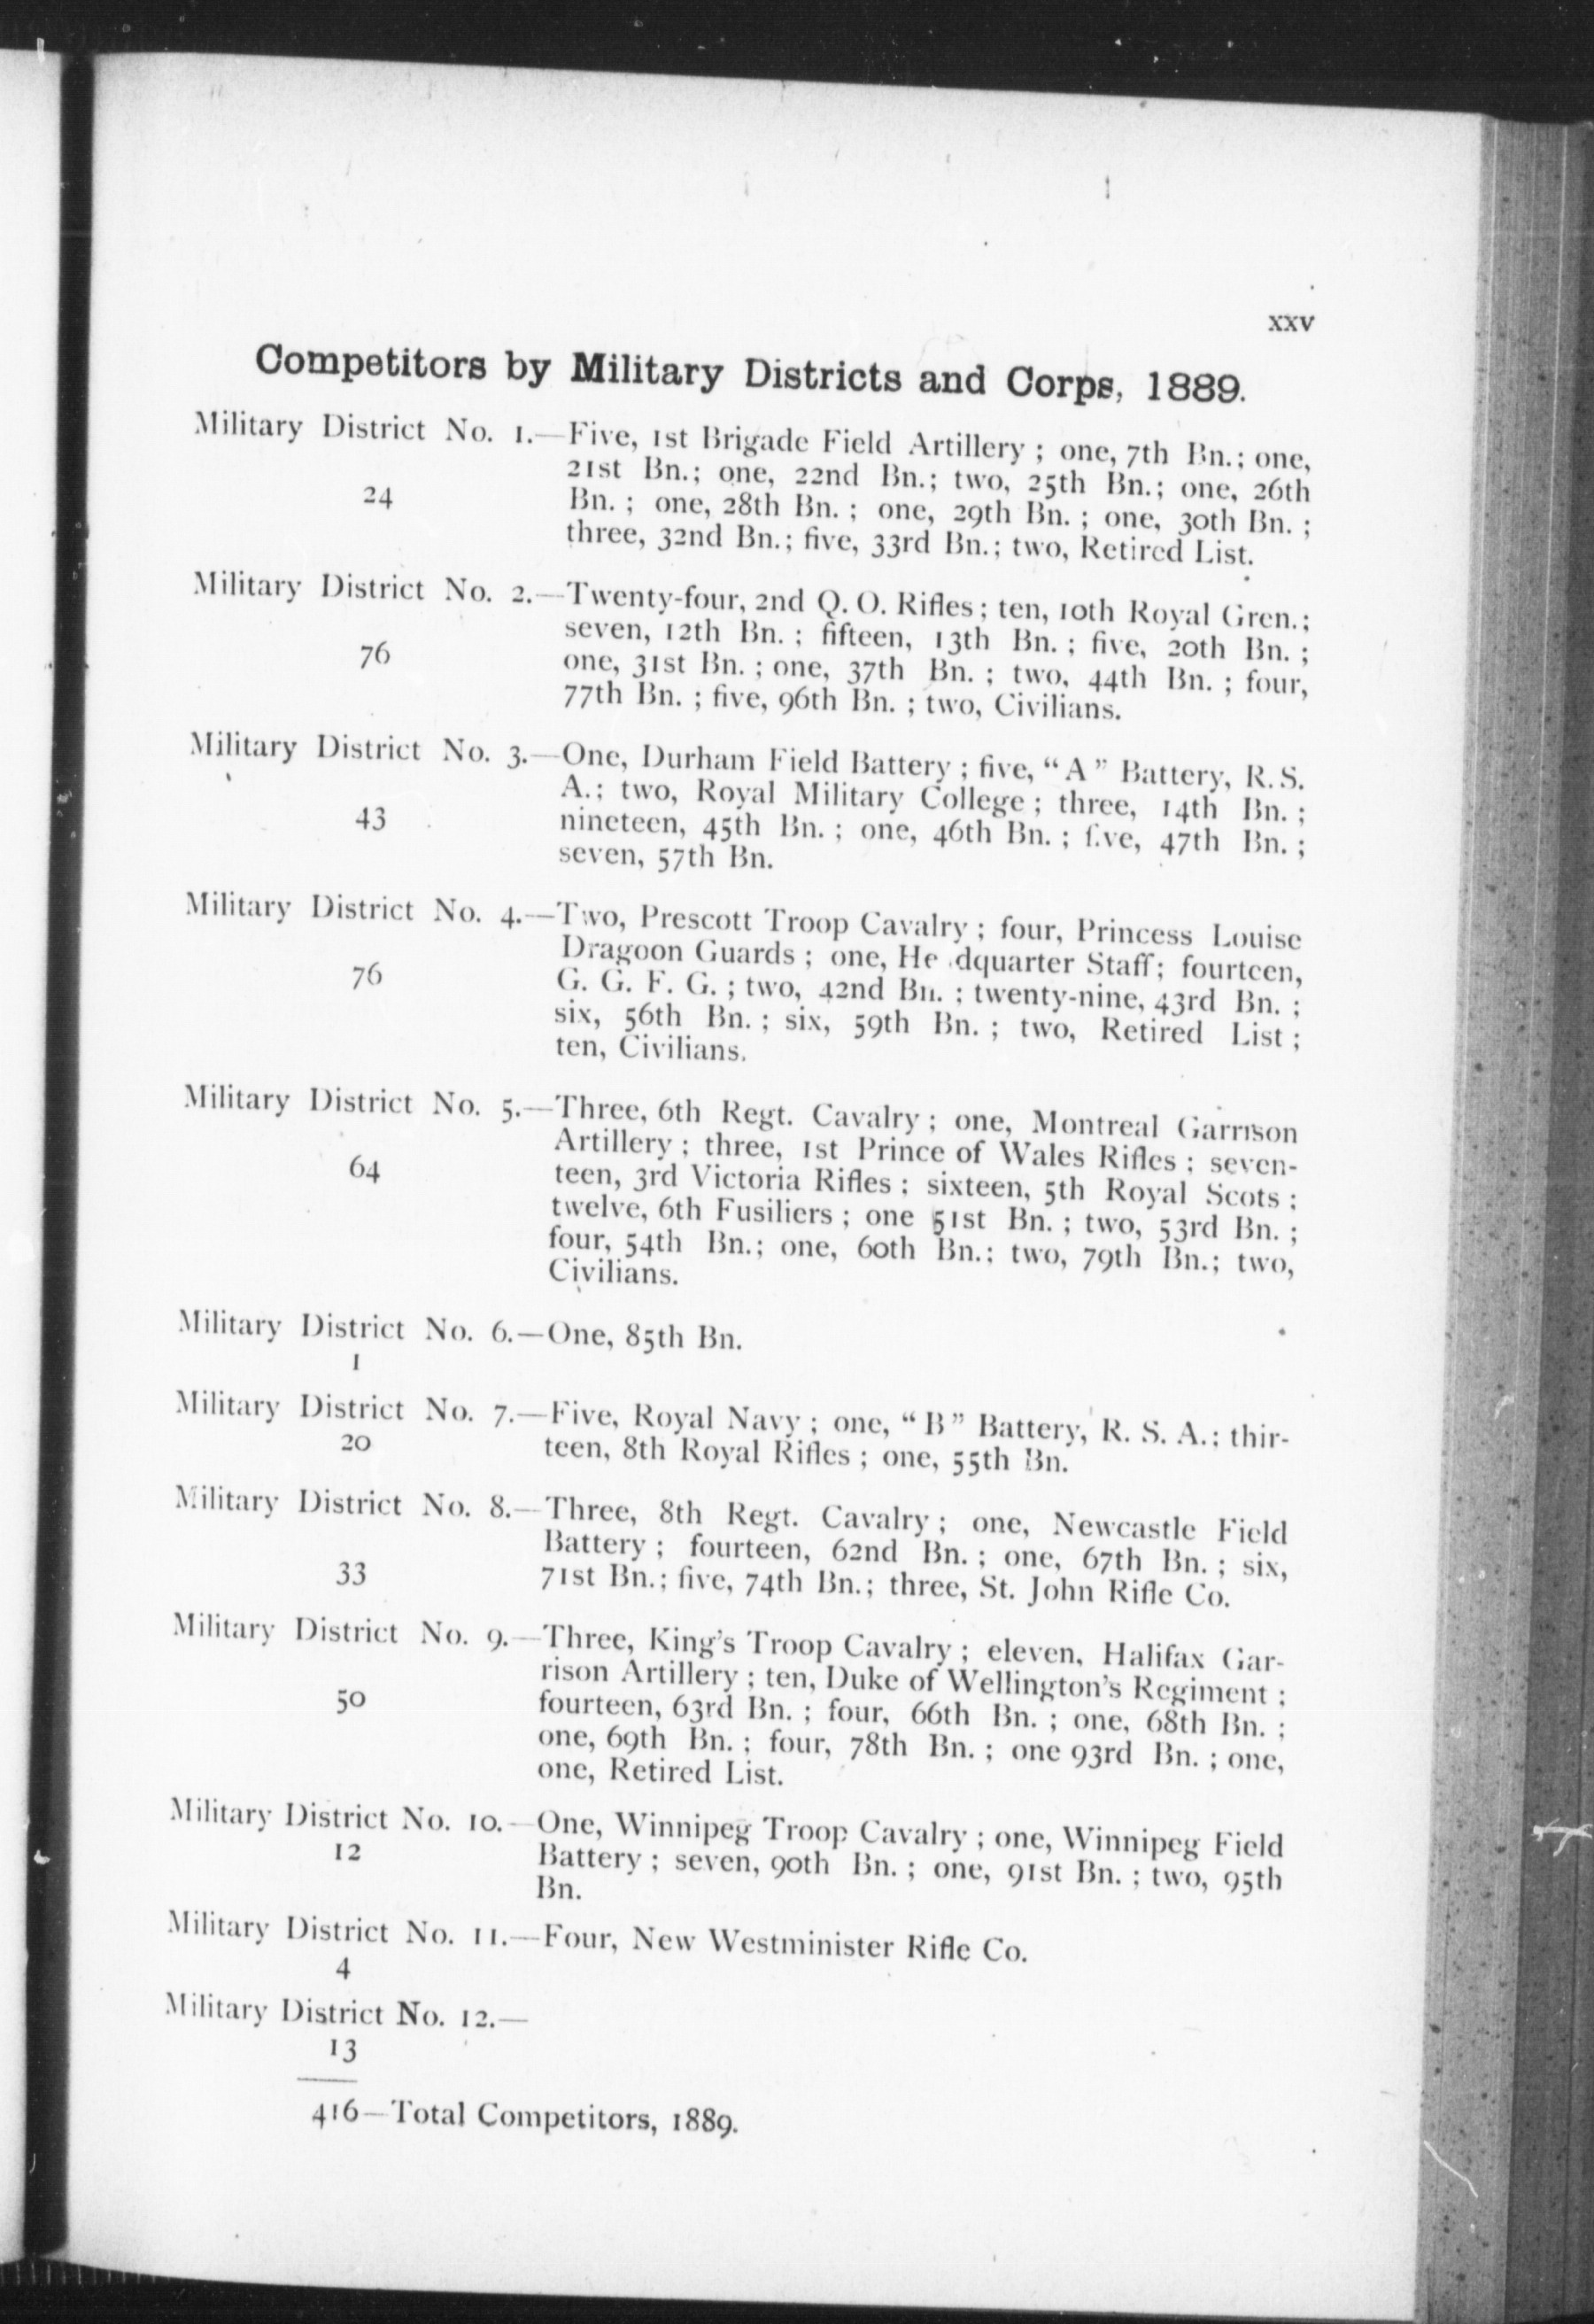 xxv
Competitors by Military Districts and Corps, 1889.
Military District No. 1.—Five, 1st Brigade Field Artillery ; one, 7th Bn.; one,
21st Bn.; one, 22nd Bn.; two, 25th Bn.; one, 26th
24 Bn. ; one, 28th Bn. ; one, 29th Bn. ; one, 30th Bn. ;
three, 32nd Bn.; five, 33rd Bn.; two, Retired List.
Military District No. 2.—Twenty-four, 2nd Q. O. Rifles ; ten, 10th Royal Gren.;
seven, 12th Bn. ; fifteen, 13th Bn. ; five, 20th Bn. ;
76 one, 31st Bn. ; one, 37th Bn. ; two, 44th Bn. ; four,
77th Bn. ; five, 96th Bn. ; two, Civilians.
Military District No. 3.—One, Durham Field Battery ; five, “A” Battery, R. S.
A.; two, Royal Military College ; three, 14th Bn. ;
43 nineteen, 45th Bn. ; one, 46th Bn. ; five, 47th Bn. ;
seven, 57th Bn.
Military District No. 4.—Two, Prescott Troop Cavalry ; four, Princess Louise
Dragoon Guards ; one, He dquarter Staff ; fourteen,
76 G. G. F. G. ; two, 42nd Bn. ; twenty-nine, 43rd Bn. ;
six, 56th Bn. ; six, 59th Bn. ; two, Retired List ;
ten, Civilians.
Military District No. 5.—Three, 6th Regt. Cavalry ; one, Montreal Garrison
Artillery ; three, 1st Prince of Wales Rifles ; seven-
64 teen, 3rd Victoria Rifles ; sixteen, 5th Royal Scots ;
twelve, 6th Fusiliers ; one 51st Bn. ; two, 53rd Bn. ;
four, 54th Bn.; one, 60th Bn.; two, 79th Bn.; two,
Civilians.
Military District No. 6.—One, 85th Bn.
1
Military District No. 7.—Five, Royal Navy ; one, “B” Battery, R. S. A.; thir-
20 teen, 8th Royal Rifles ; one, 55th Bn.
Military District No. 8.—Three, 8th Regt. Cavalry ; one, Newcastle Field
Battery ; fourteen, 62nd Bn. ; one, 67th Bn. ; six,
33 71st Bn.; five, 74th Bn.; three, St. John Rifle Co.
Military District No. 9.—Three, King’s Troop Cavalry ; eleven, Halifax Gar-
rison Artillery ; ten, Duke of Wellington’s Regiment ;
50 fourteen, 63rd Bn. ; four, 66th Bn. ; one, 68th Bn. ;
one, 69th Bn. ; four, 78th Bn. ; one 93rd Bn. ; one,
one, Retired List.
Military District No. 10.—One, Winnipeg Troop Cavalry ; one, Winnipeg Field
12 Battery ; seven, 90th Bn. ; one, 91st Bn. ; two, 95th
Bn.
Military District No. 11.—Four, New Westminister Rifle Co.
4
Military District No. 12.—
13
416—Total Competitors, 1889.